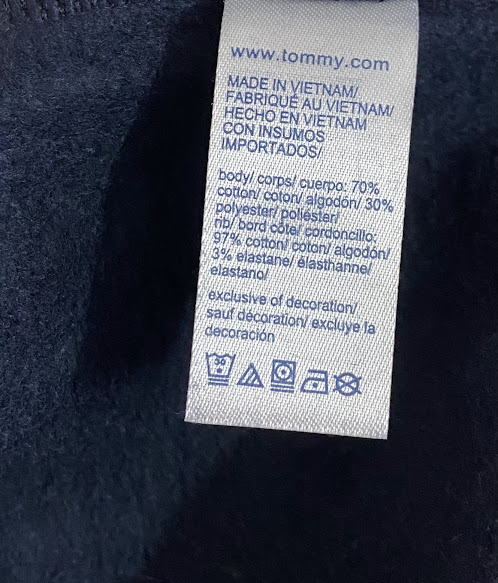 www.tommy.com
MADE IN VIETNAM/
FABRIQUÉ AU VIETNAM/
HECHO EN VIETNAM
CON INSUMOS
IMPORTADOS/
body/ corps/ cuerpo: 70%
cotton/ coton/ algodón/ 30%
polyester/ poliéster/
rib/ bord côte/ cordoncillo:
97% cotton/ coton/ algodón/
3% elastane/ élasthanne/
elastano/
exclusive of decoration/
sauf décoration/ excluye la
decoración
30